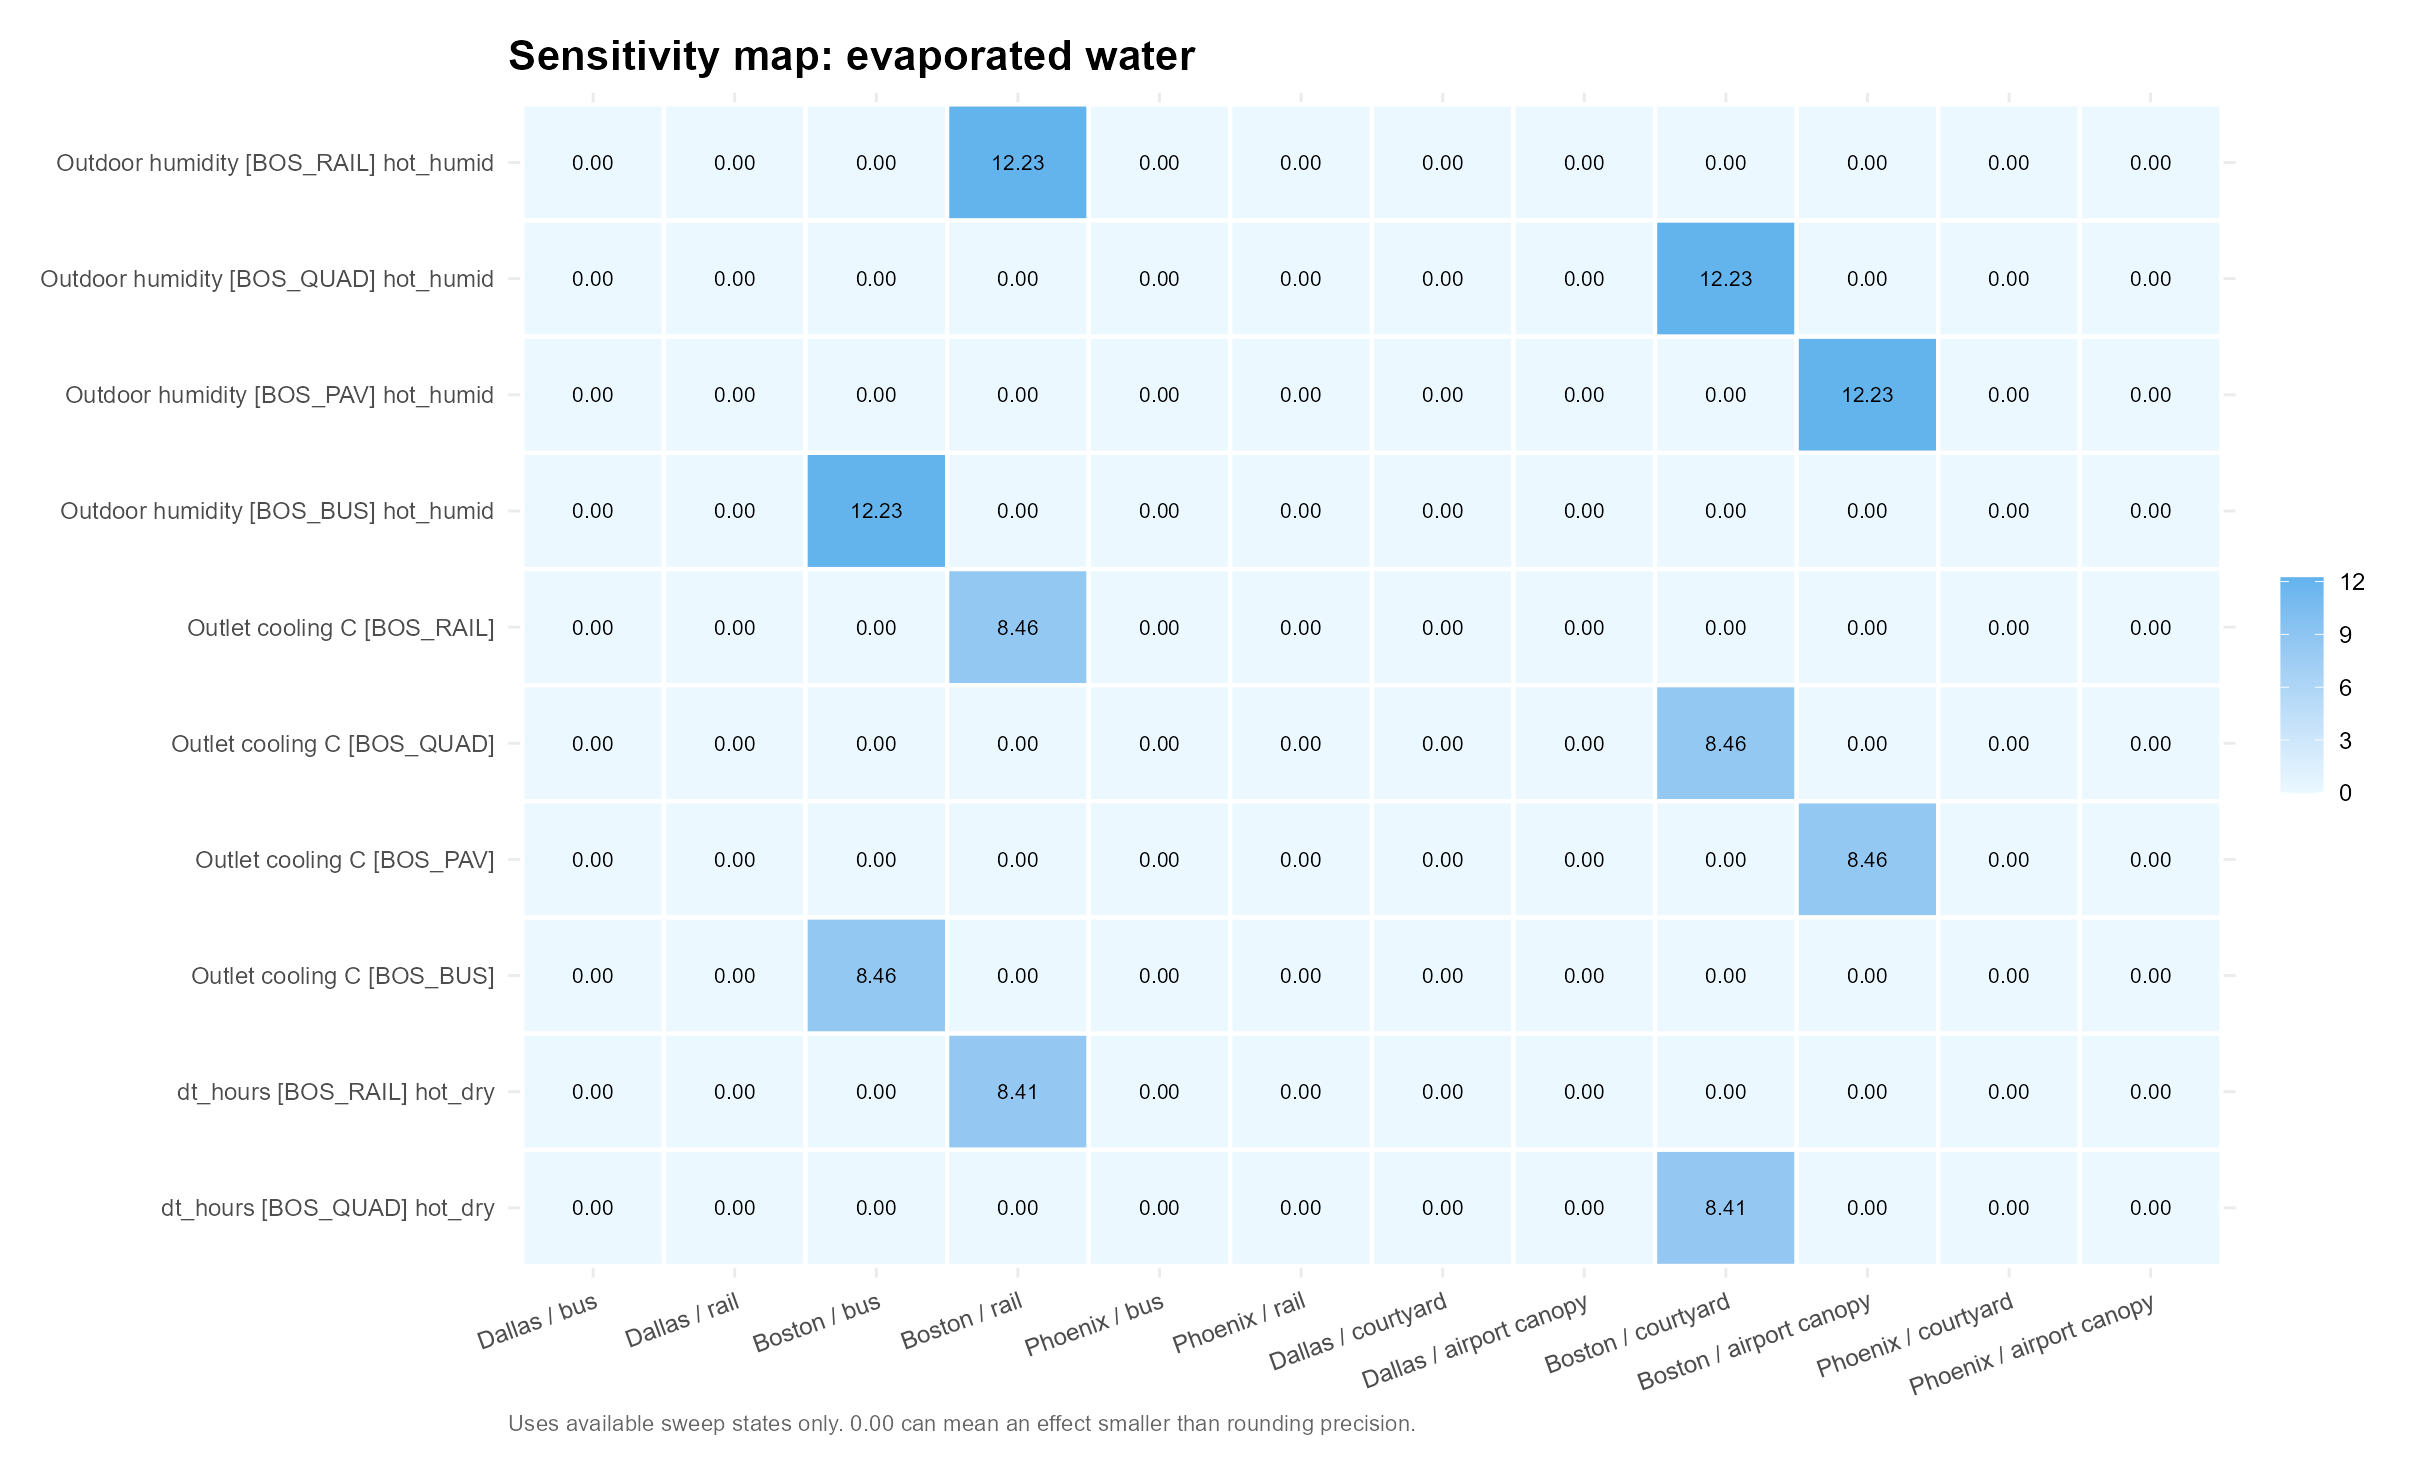 Sensitivity map: evaporated water
Outdoor humidity [BOS_RAIL] hot_humid 0.00 0.00 0.00 12.23 0.00 0.00 0.00 0.00 0.00 0.00 0.00 0.00
Outdoor humidity [BOS_QUAD] hot_humid 0.00 0.00 0.00 0.00 0.00 0.00 0.00 0.00 12.23 0.00 0.00 0.00
Outdoor humidity [BOS_PAV] hot_humid 0.00 0.00 0.00 0.00 0.00 0.00 0.00 0.00 0.00 12.23 0.00 0.00
Outdoor humidity [BOS_BUS] hot_humid 0.00 0.00 12.23 0.00 0.00 0.00 0.00 0.00 0.00 0.00 0.00 0.00
Outlet cooling C [BOS_RAIL] 0.00 0.00 0.00 8.46 0.00 0.00 0.00 0.00 0.00 0.00 0.00 0.00
Outlet cooling C [BOS_QUAD] 0.00 0.00 0.00 0.00 0.00 0.00 0.00 0.00 8.46 0.00 0.00 0.00
Outlet cooling C [BOS_PAV] 0.00 0.00 0.00 0.00 0.00 0.00 0.00 0.00 0.00 8.46 0.00 0.00
Outlet cooling C [BOS_BUS] 0.00 0.00 8.46 0.00 0.00 0.00 0.00 0.00 0.00 0.00 0.00 0.00
dt_hours [BOS_RAIL] hot_dry 0.00 0.00 0.00 8.41 0.00 0.00 0.00 0.00 0.00 0.00 0.00 0.00
dt_hours [BOS_QUAD] hot_dry 0.00 0.00 0.00 0.00 0.00 0.00 0.00 0.00 8.41 0.00 0.00 0.00
Dallas / bus
Dallas / rail
Boston / bus
Boston / rail
Phoenix / bus
Phoenix / rail
Dallas / courtyard
Dallas / airport canopy
Boston / courtyard
Boston / airport canopy
Phoenix / courtyard
Phoenix / airport canopy
12
9
6
3
0
Uses available sweep states only. 0.00 can mean an effect smaller than rounding precision.